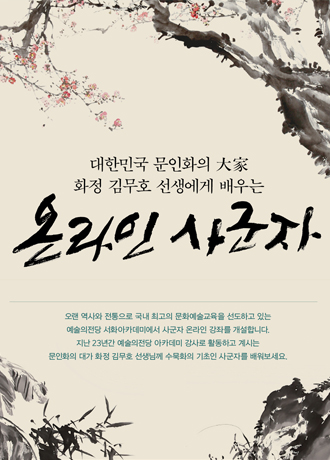 대한민국 문인화의 大家
화정 김무호 선생에게 배우는
온라인 사군자
오랜 역사와 전통으로 국내 최고의 문화예술교육을 선도하고 있는
예술의전당 서화아카데미에서 사군자 온라인 강좌를 개설합니다.
지난 23년간 예술의전당 아카데미 강사로 활동하고 계시는
문인화의 대가 화정 김무호 선생님께 수묵화의 기초인 사군자를 배워보세요.